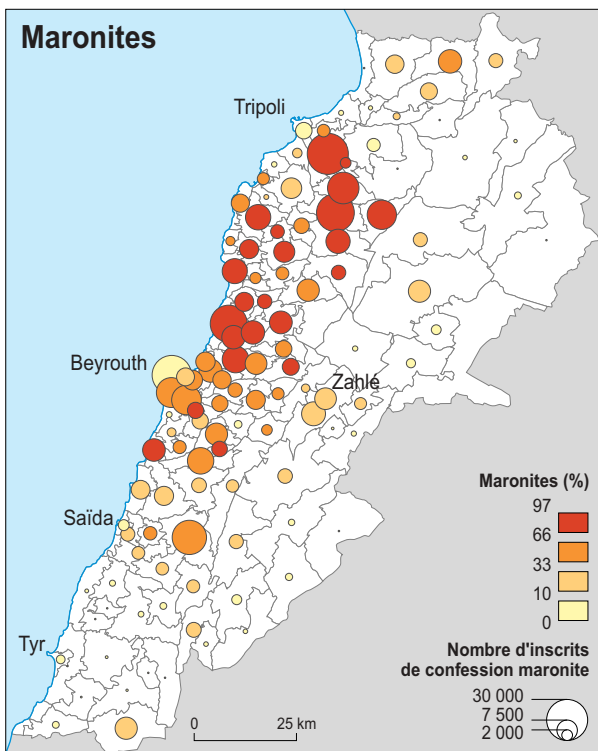 Maronites
Tripoli
Beyrouth
Zahlé
Saïda
Tyr
Maronites (%)
97
66
33
10
0
Nombre d'inscrits
de confession maronite
30 000
7 500
2 000
0 25 km